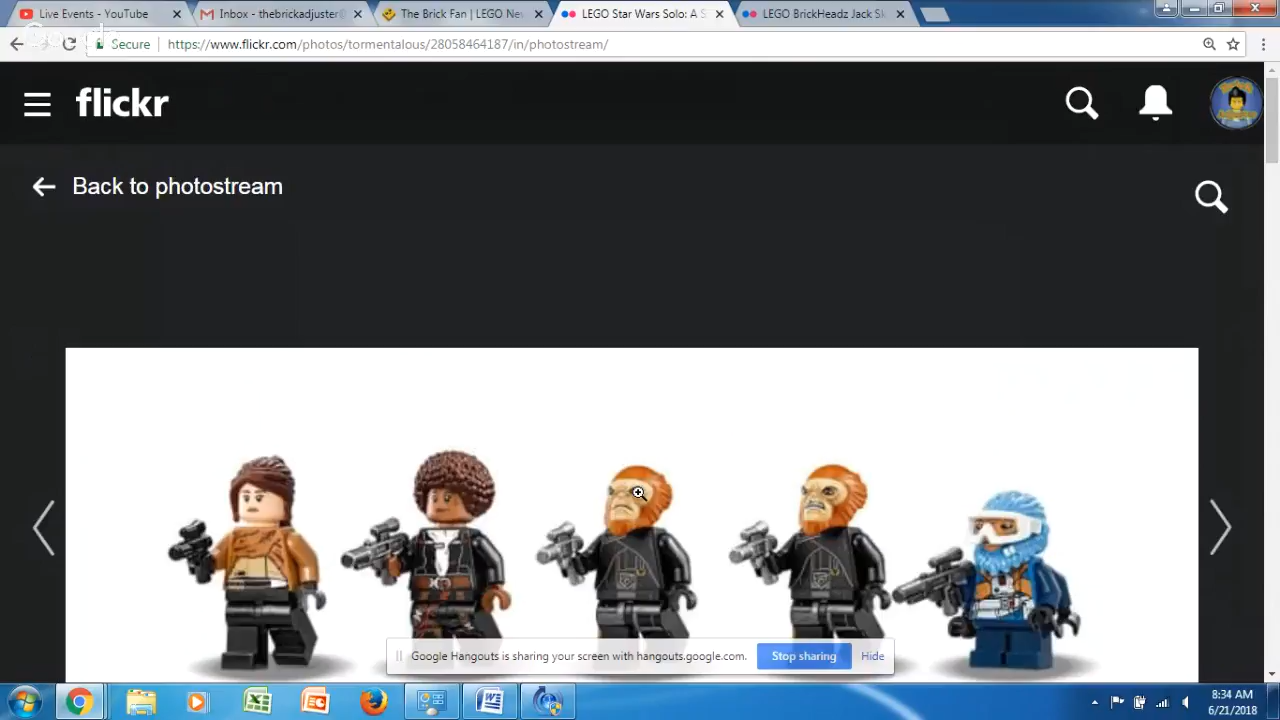 Live Events - YouTube
Inbox - thebrickadjuster@
The Brick Fan | LEGO Ne
LEGO Star Wars Solo: A S
LEGO BrickHeadz Jack Sk
Secure
https://www.flickr.com/photos/tormentalous/28058464187/in/photostream/
flickr
Back to photostream
Google Hangouts is sharing your screen with hangouts.google.com.
Stop sharing
Hide
8:34 AM
6/21/2018